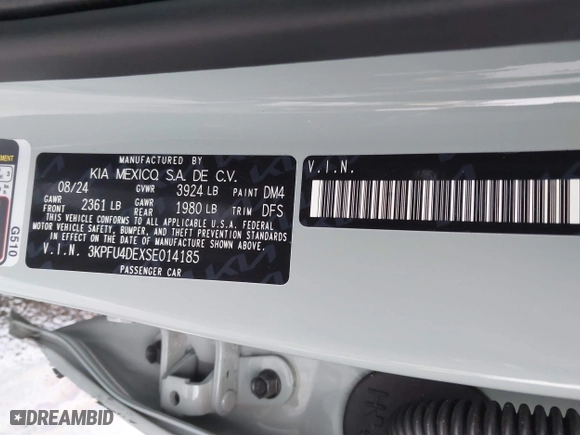 MANUFACTURED BY
KIA MEXICO, S.A. DE C.V.
08/24 GVWR 3924 LB PAINT DM4
GAWR FRONT 2361 LB GAWR REAR 1980 LB TRIM DFS
THIS VEHICLE CONFORMS TO ALL APPLICABLE U.S.A. FEDERAL
MOTOR VEHICLE SAFETY, BUMPER, AND THEFT PREVENTION STANDARDS
IN EFFECT ON THE DATE OF MANUFACTURE SHOWN ABOVE.
V.I.N. 3KPFU4DEXSE014185
PASSENGER CAR
V.I.N.
G510
DREAMBID